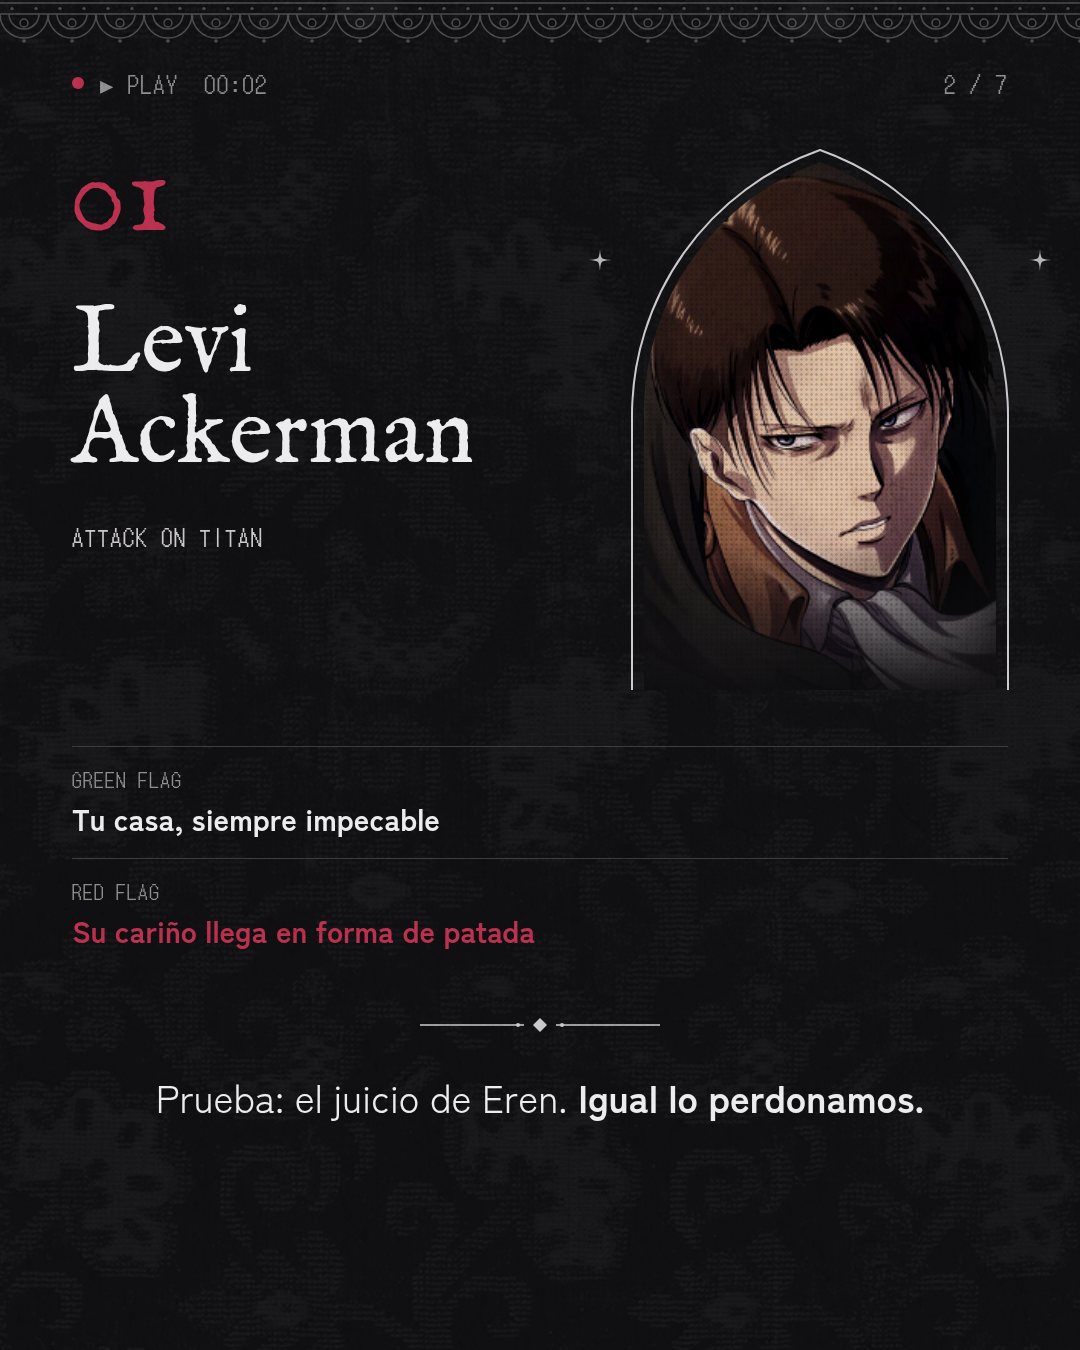 ▶ PLAY 00:02
2 / 7
01
Levi
Ackerman
ATTACK ON TITAN
GREEN FLAG
Tu casa, siempre impecable
RED FLAG
Su cariño llega en forma de patada
Prueba: el juicio de Eren. Igual lo perdonamos.